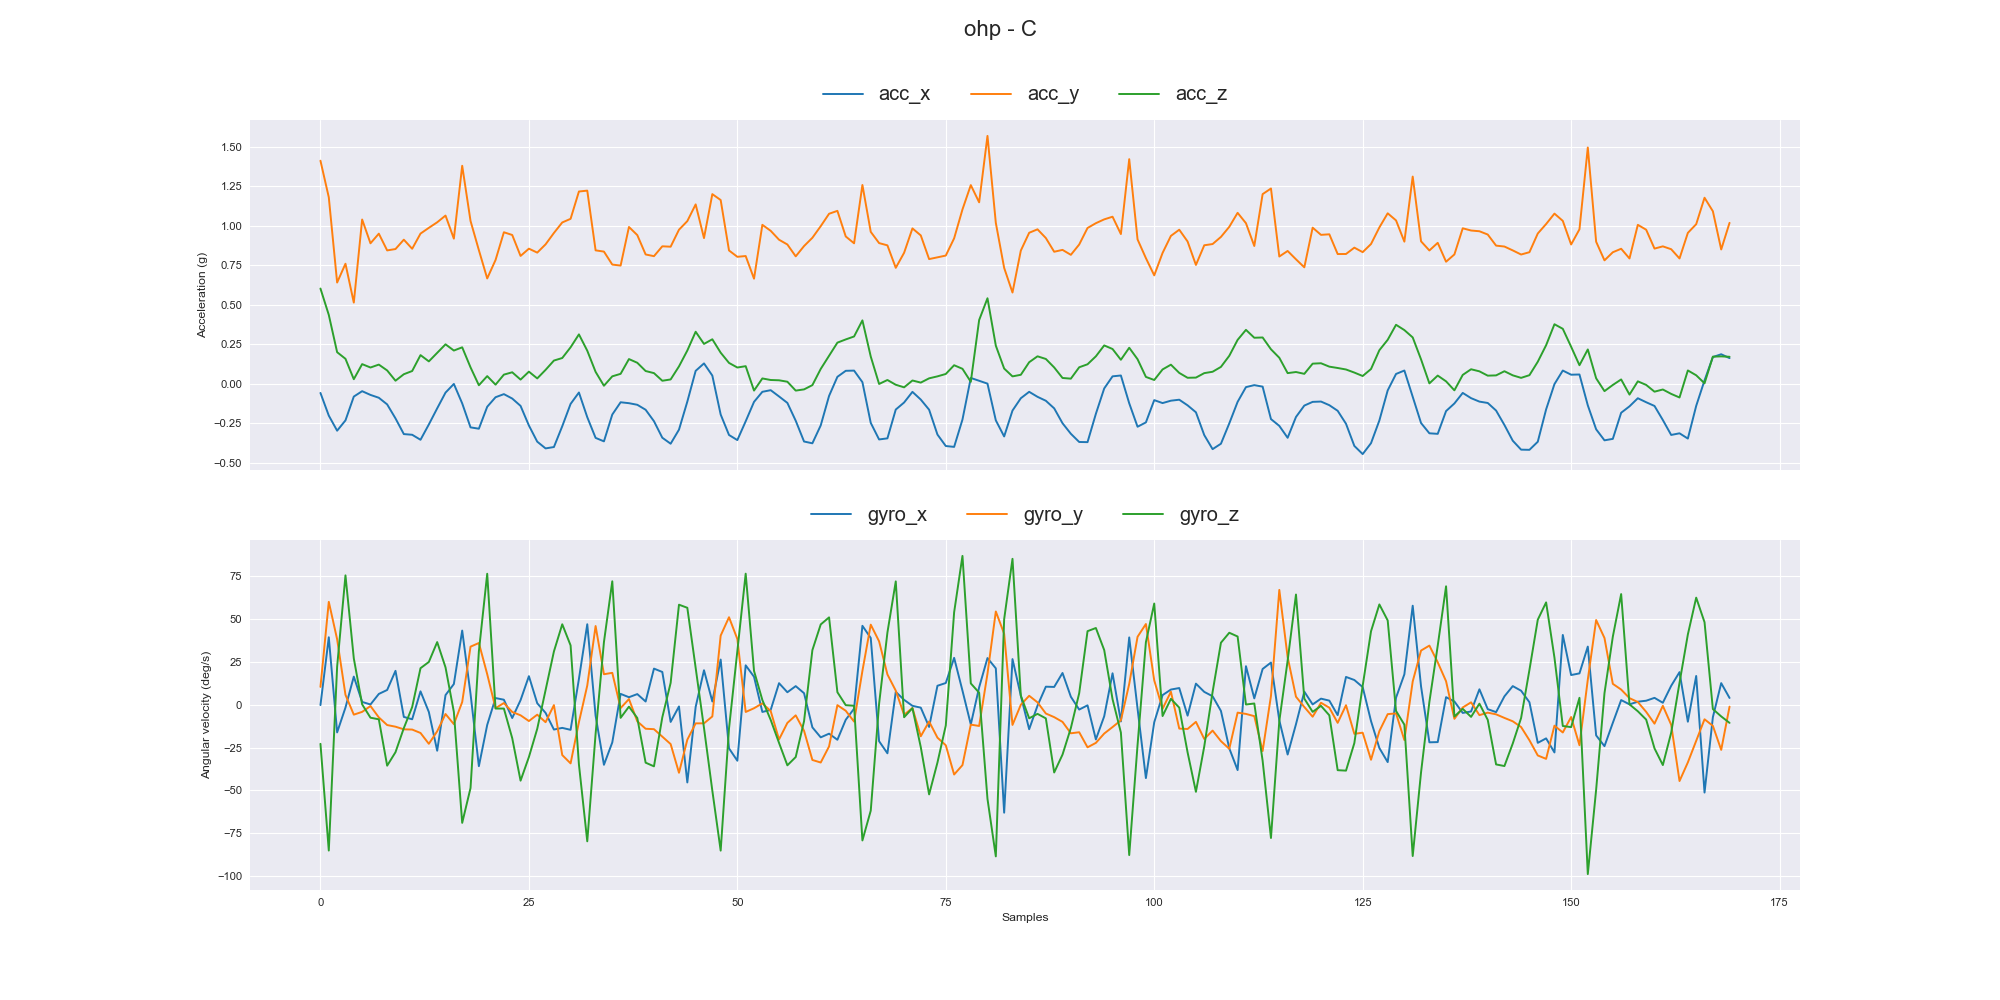 ohp - C
acc_x acc_y acc_z
1.50
1.25
1.00
0.75
0.50
0.25
0.00
−0.25
−0.50
Acceleration (g)
gyro_x gyro_y gyro_z
75
50
25
0
−25
−50
−75
−100
Angular velocity (deg/s)
0 25 50 75 100 125 150 175
Samples